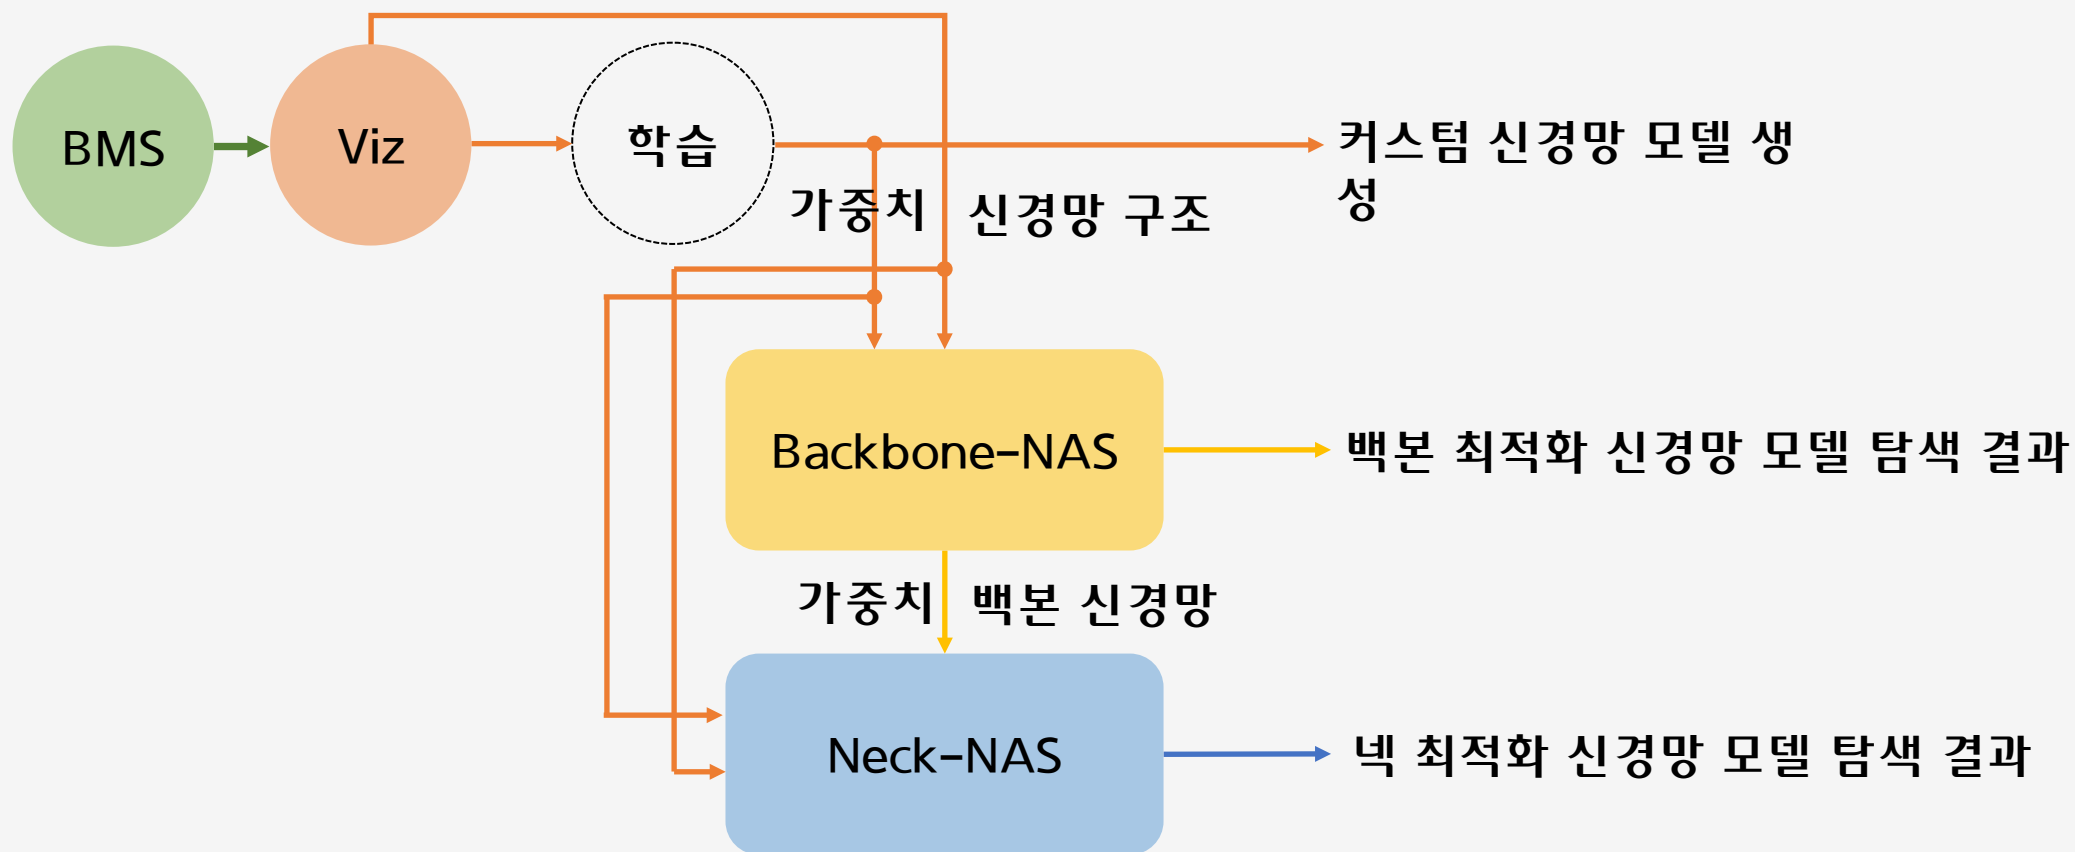 BMS
Viz
학습
커스텀 신경망 모델 생
성
가중치
신경망 구조
Backbone-NAS
백본 최적화 신경망 모델 탐색 결과
가중치
백본 신경망
Neck-NAS
넥 최적화 신경망 모델 탐색 결과